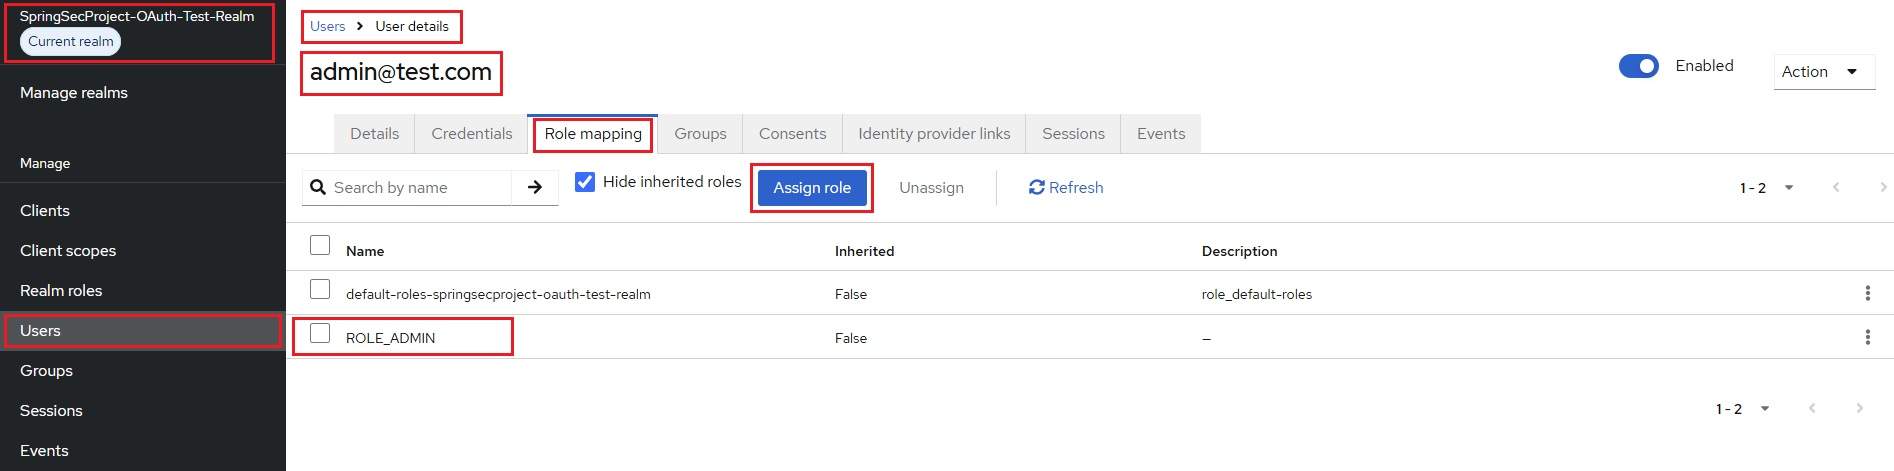 SpringSecProject-OAuth-Test-Realm
Current realm
Manage realms
Manage
Clients
Client scopes
Realm roles
Users
Groups
Sessions
Events
Users > User details
admin@test.com
Enabled
Action
Details Credentials Role mapping Groups Consents Identity provider links Sessions Events
Search by name Hide inherited roles Assign role Unassign Refresh 1 - 2
Name Inherited Description
default-roles-springsecproject-oauth-test-realm False role_default-roles
ROLE_ADMIN False –
1 - 2